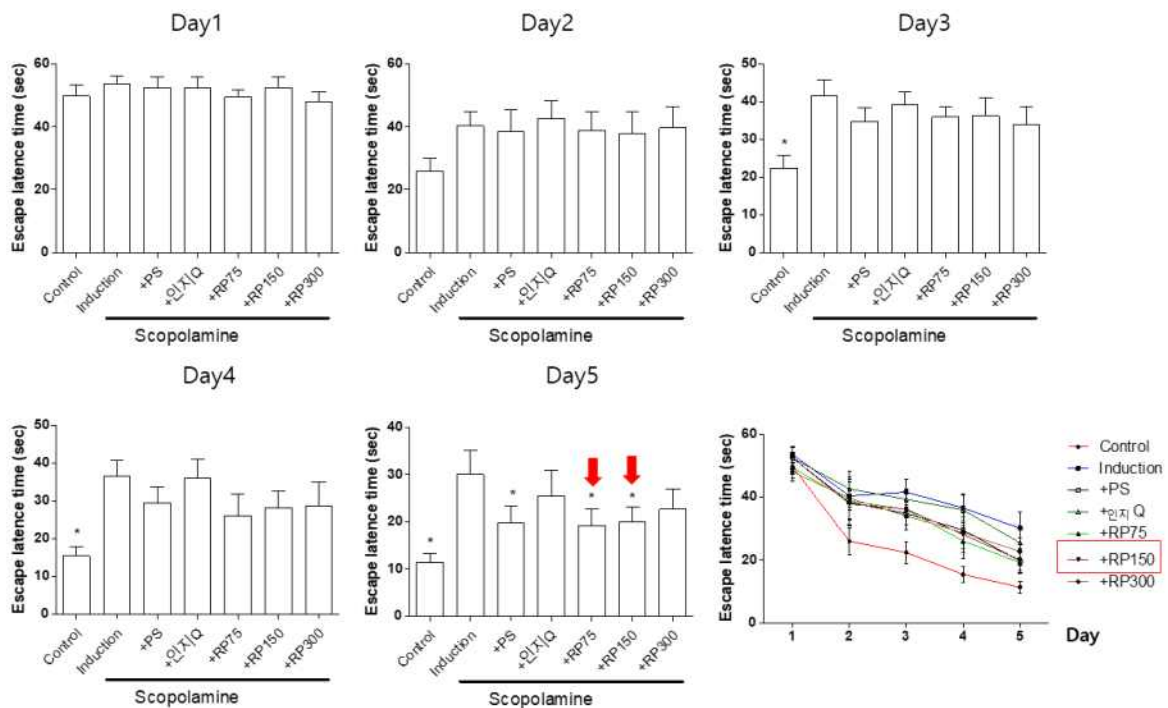 Day1
Escape latence time (sec)
60
40
20
0
Control
Induction
+PS
+인지Q
+RP75
+RP150
+RP300
Scopolamine
Day2
Escape latence time (sec)
60
40
20
0
Control
Induction
+PS
+인지Q
+RP75
+RP150
+RP300
Scopolamine
Day3
Escape latence time (sec)
50
40
30
20
10
0
*
Control
Induction
+PS
+인지Q
+RP75
+RP150
+RP300
Scopolamine
Day4
Escape latence time (sec)
50
40
30
20
10
0
*
Control
Induction
+PS
+인지Q
+RP75
+RP150
+RP300
Scopolamine
Day5
Escape latence time (sec)
40
30
20
10
0
*
*
*
*
Control
Induction
+PS
+인지Q
+RP75
+RP150
+RP300
Scopolamine
Escape latence time (sec)
60
40
20
0
1 2 3 4 5
Day
Control
Induction
+PS
+인지 Q
+RP75
+RP150
+RP300